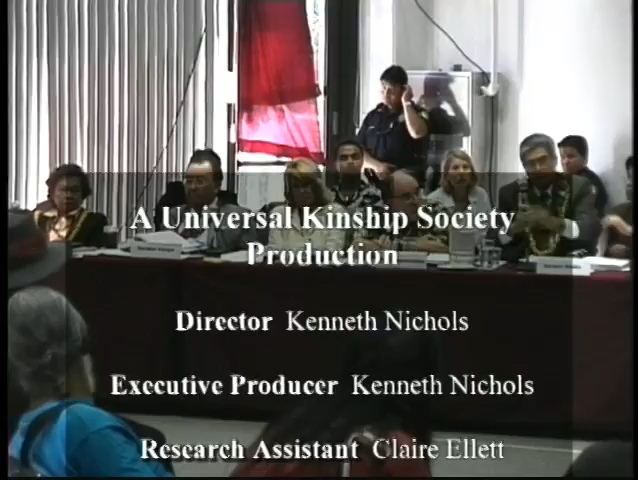 A Universal Kinship Society
Production
Director Kenneth Nichols
Executive Producer Kenneth Nichols
Research Assistant Claire Ellett